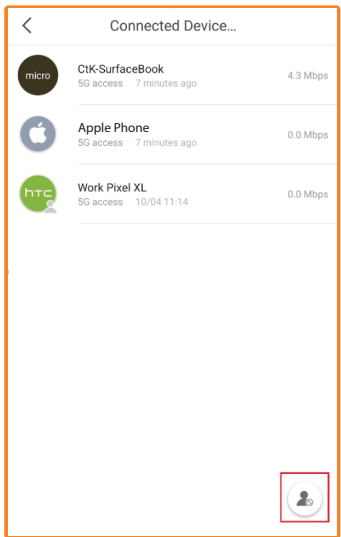 Connected Device...
micro
CtK-SurfaceBook
5G access 7 minutes ago
4.3 Mbps
Apple Phone
5G access 7 minutes ago
0.0 Mbps
hTC
Work Pixel XL
5G access 10/04 11:14
0.0 Mbps